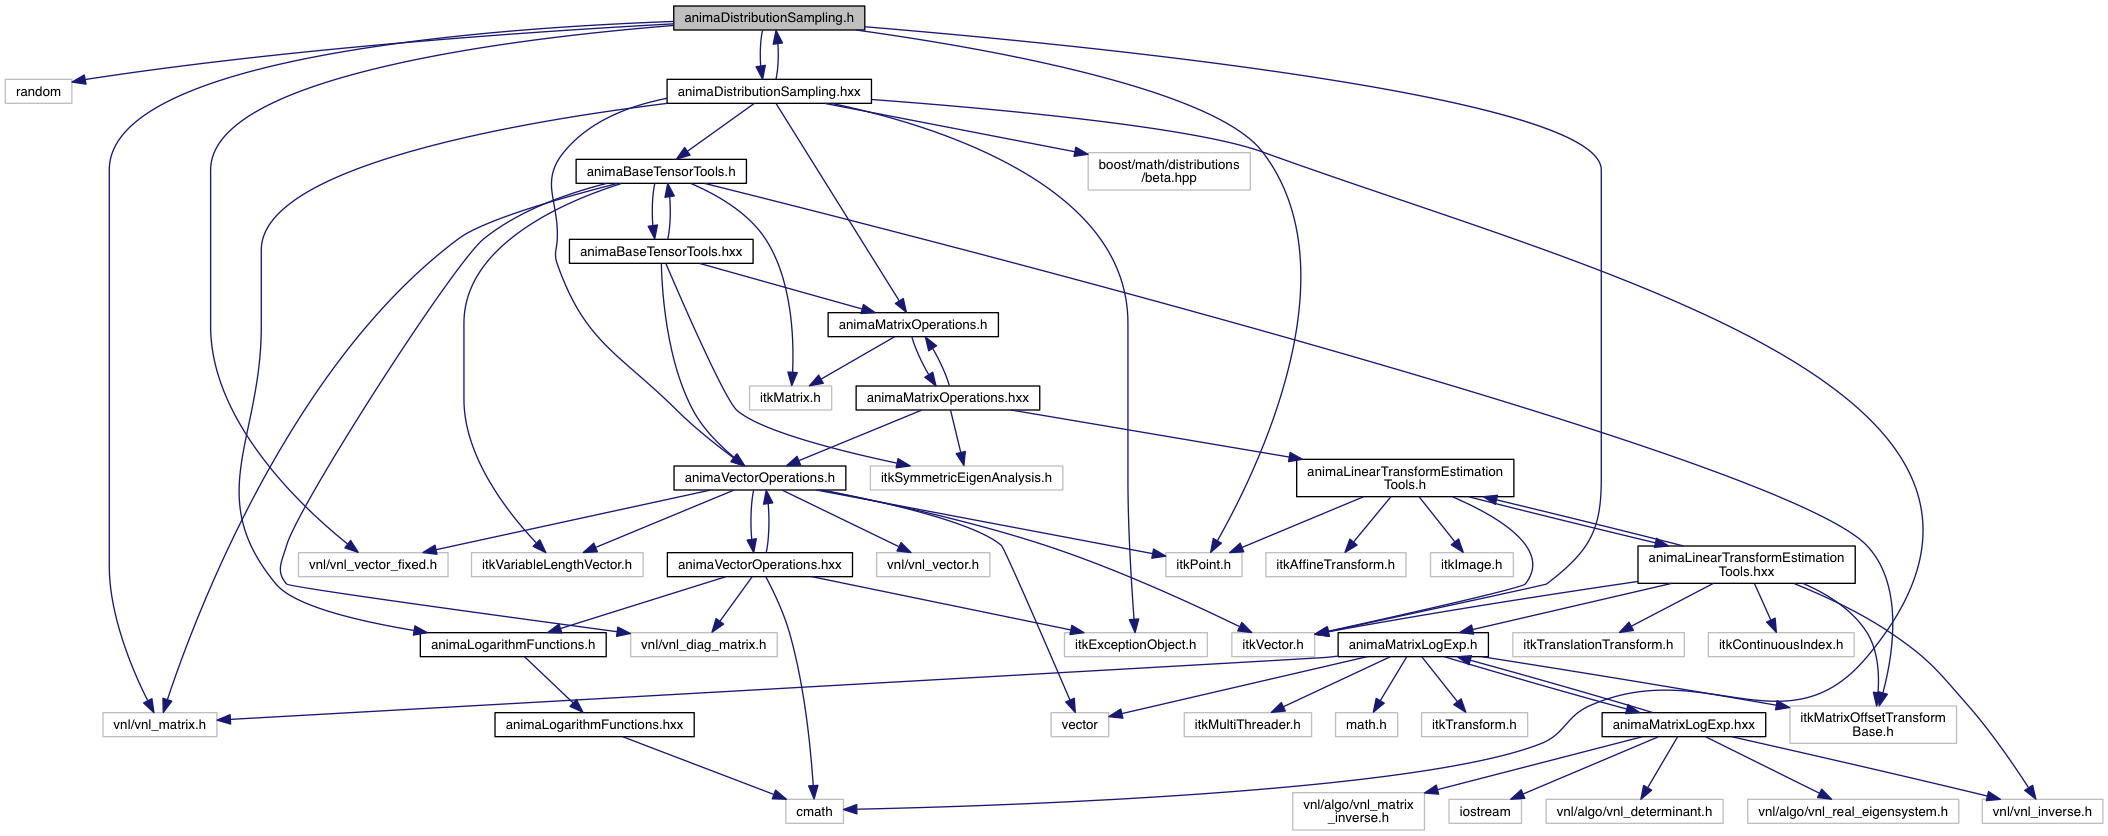 animaDistributionSampling.h
random
animaDistributionSampling.hxx
boost/math/distributions
/beta.hpp
animaBaseTensorTools.h
animaBaseTensorTools.hxx
animaMatrixOperations.h
itkMatrix.h
animaMatrixOperations.hxx
animaVectorOperations.h
itkSymmetricEigenAnalysis.h
animaLinearTransformEstimation
Tools.h
vnl/vnl_vector_fixed.h
itkVariableLengthVector.h
animaVectorOperations.hxx
vnl/vnl_vector.h
itkPoint.h
itkAffineTransform.h
itkImage.h
animaLinearTransformEstimation
Tools.hxx
animaLogarithmFunctions.h
vnl/vnl_diag_matrix.h
itkExceptionObject.h
itkVector.h
animaMatrixLogExp.h
itkTranslationTransform.h
itkContinuousIndex.h
vnl/vnl_matrix.h
animaLogarithmFunctions.hxx
vector
itkMultiThreader.h
math.h
itkTransform.h
animaMatrixLogExp.hxx
itkMatrixOffsetTransform
Base.h
cmath
vnl/algo/vnl_matrix
_inverse.h
iostream
vnl/algo/vnl_determinant.h
vnl/algo/vnl_real_eigensystem.h
vnl/vnl_inverse.h